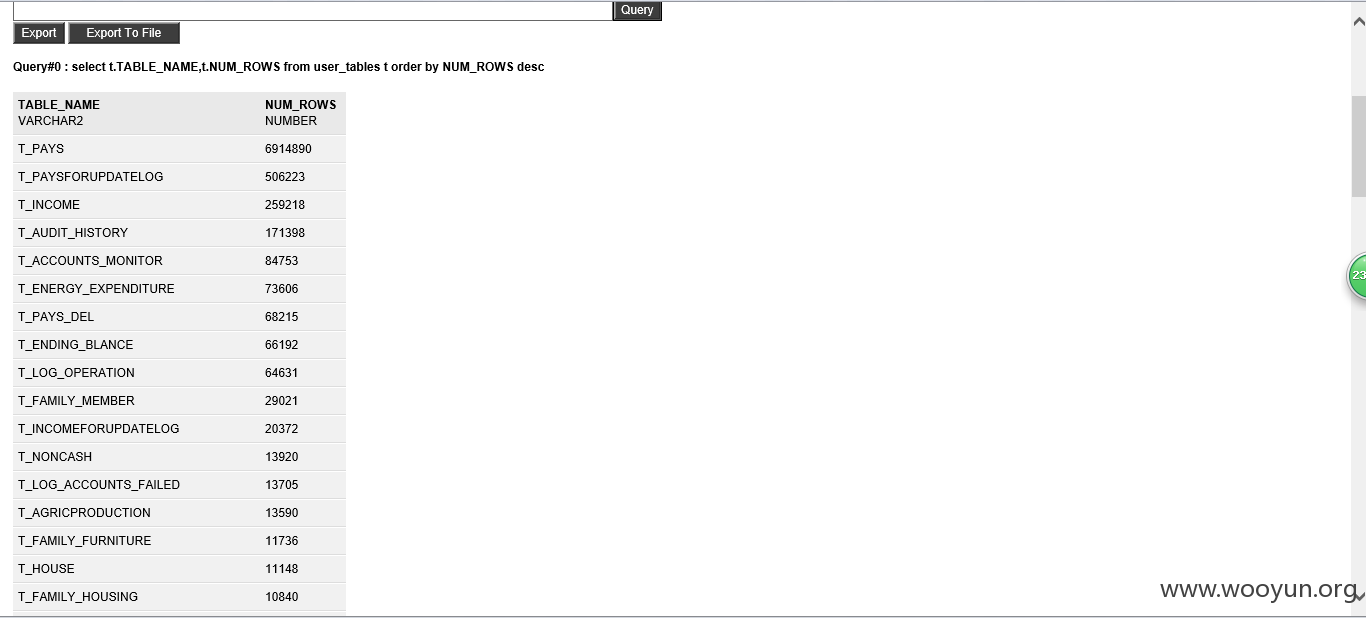 Query
Export Export To File
Query#0 : select t.TABLE_NAME,t.NUM_ROWS from user_tables t order by NUM_ROWS desc
TABLE_NAME NUM_ROWS
VARCHAR2 NUMBER
T_PAYS 6914890
T_PAYSFORUPDATELOG 506223
T_INCOME 259218
T_AUDIT_HISTORY 171398
T_ACCOUNTS_MONITOR 84753
T_ENERGY_EXPENDITURE 73606
23
T_PAYS_DEL 68215
T_ENDING_BLANCE 66192
T_LOG_OPERATION 64631
T_FAMILY_MEMBER 29021
T_INCOMEFORUPDATELOG 20372
T_NONCASH 13920
T_LOG_ACCOUNTS_FAILED 13705
T_AGRICPRODUCTION 13590
T_FAMILY_FURNITURE 11736
T_HOUSE 11148
T_FAMILY_HOUSING 10840
www.wooyun.org